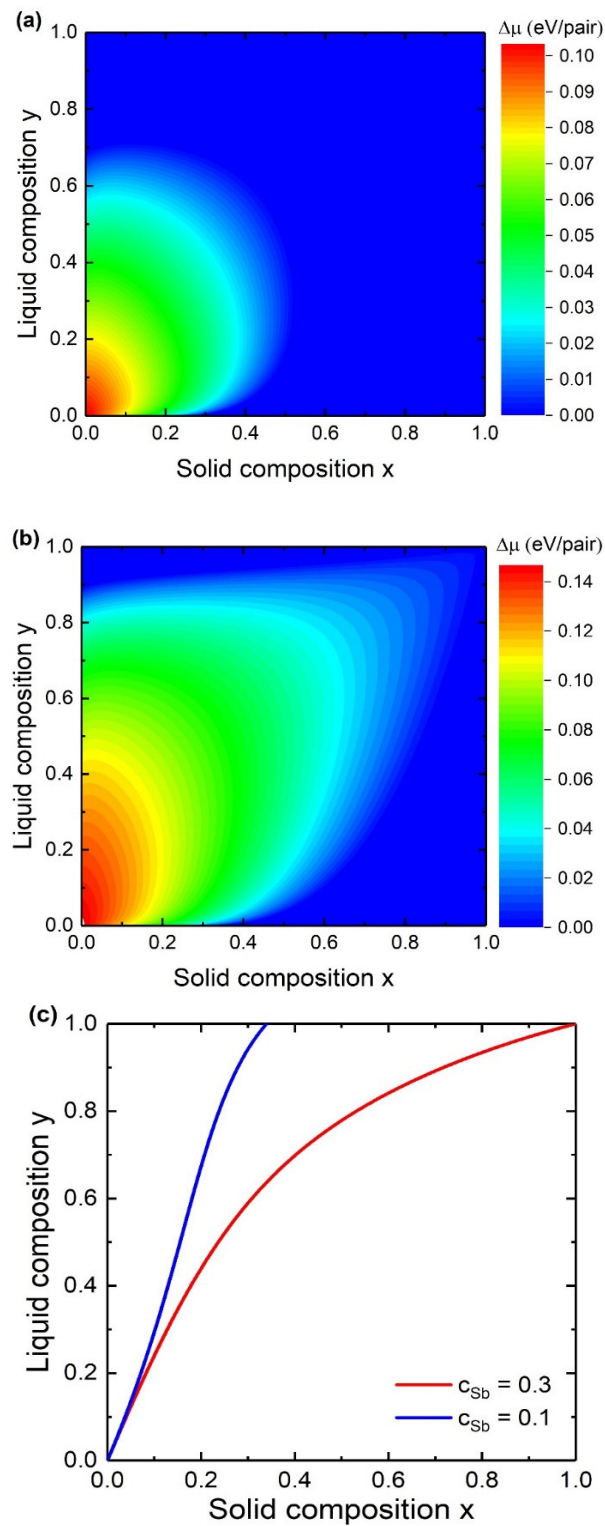 (a)
Δμ (eV/pair)
1.0
0.8
0.6
0.4
0.2
0.0
Liquid composition y
0.0 0.2 0.4 0.6 0.8 1.0
Solid composition x
0.10
0.09
0.08
0.07
0.06
0.05
0.04
0.03
0.02
0.01
0.00
(b)
Δμ (eV/pair)
1.0
0.8
0.6
0.4
0.2
0.0
Liquid composition y
0.0 0.2 0.4 0.6 0.8 1.0
Solid composition x
0.14
0.12
0.10
0.08
0.06
0.04
0.02
0.00
(c)
1.0
0.8
0.6
0.4
0.2
0.0
Liquid composition y
c_Sb = 0.3
c_Sb = 0.1
0.0 0.2 0.4 0.6 0.8 1.0
Solid composition x